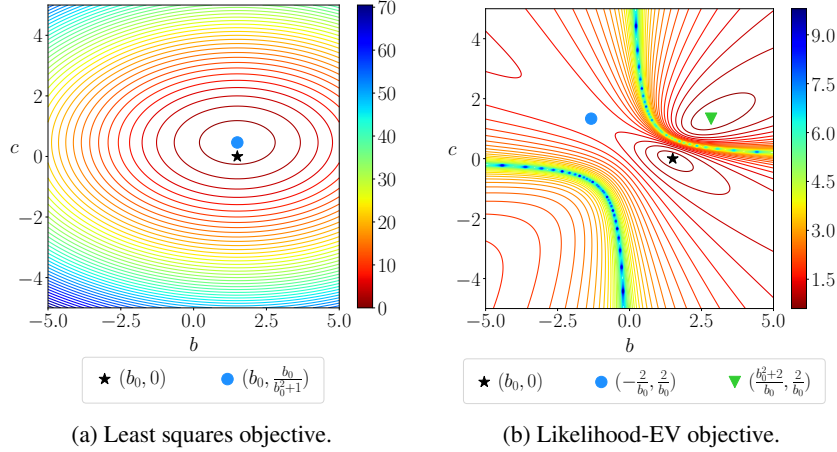 4
2
c 0
−2
−4
−5.0 −2.5 0.0 2.5 5.0
b
70
60
50
40
30
20
10
0
(b₀, 0) (b₀, b₀/(b₀²+1))
(a) Least squares objective.
4
2
c 0
−2
−4
−5.0 −2.5 0.0 2.5 5.0
b
9.0
7.5
6.0
4.5
3.0
1.5
(b₀, 0) (−2/b₀, 2/b₀) ((b₀²+2)/b₀, 2/b₀)
(b) Likelihood-EV objective.